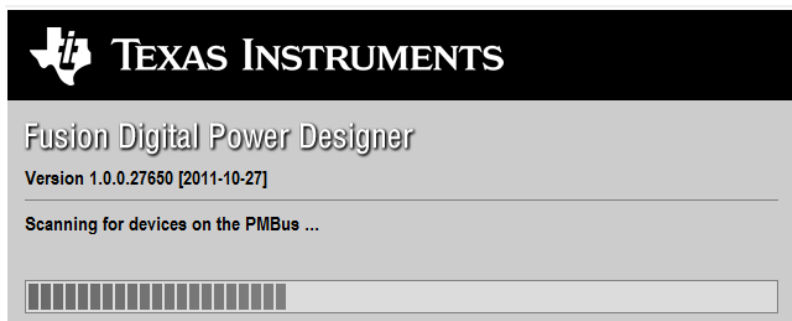 TEXAS INSTRUMENTS
Fusion Digital Power Designer
Version 1.0.0.27650 [2011-10-27]
Scanning for devices on the PMBus ...